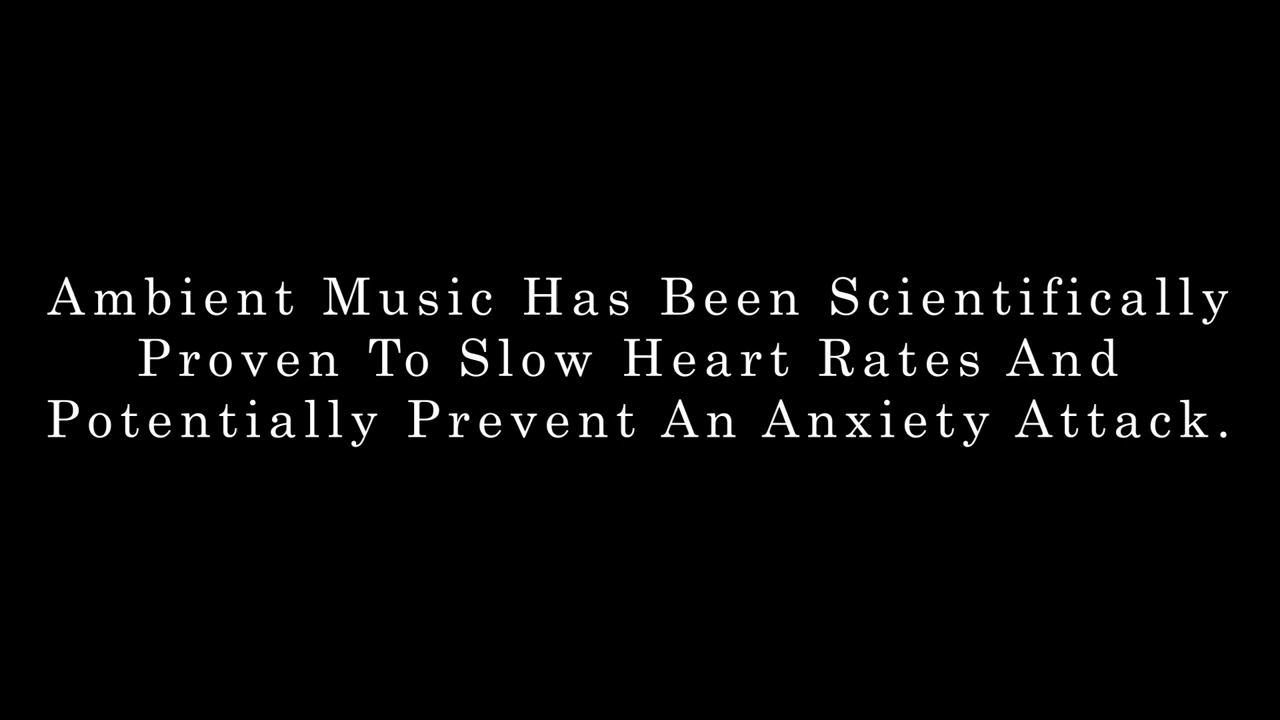 Ambient Music Has Been Scientifically
Proven To Slow Heart Rates And
Potentially Prevent An Anxiety Attack.